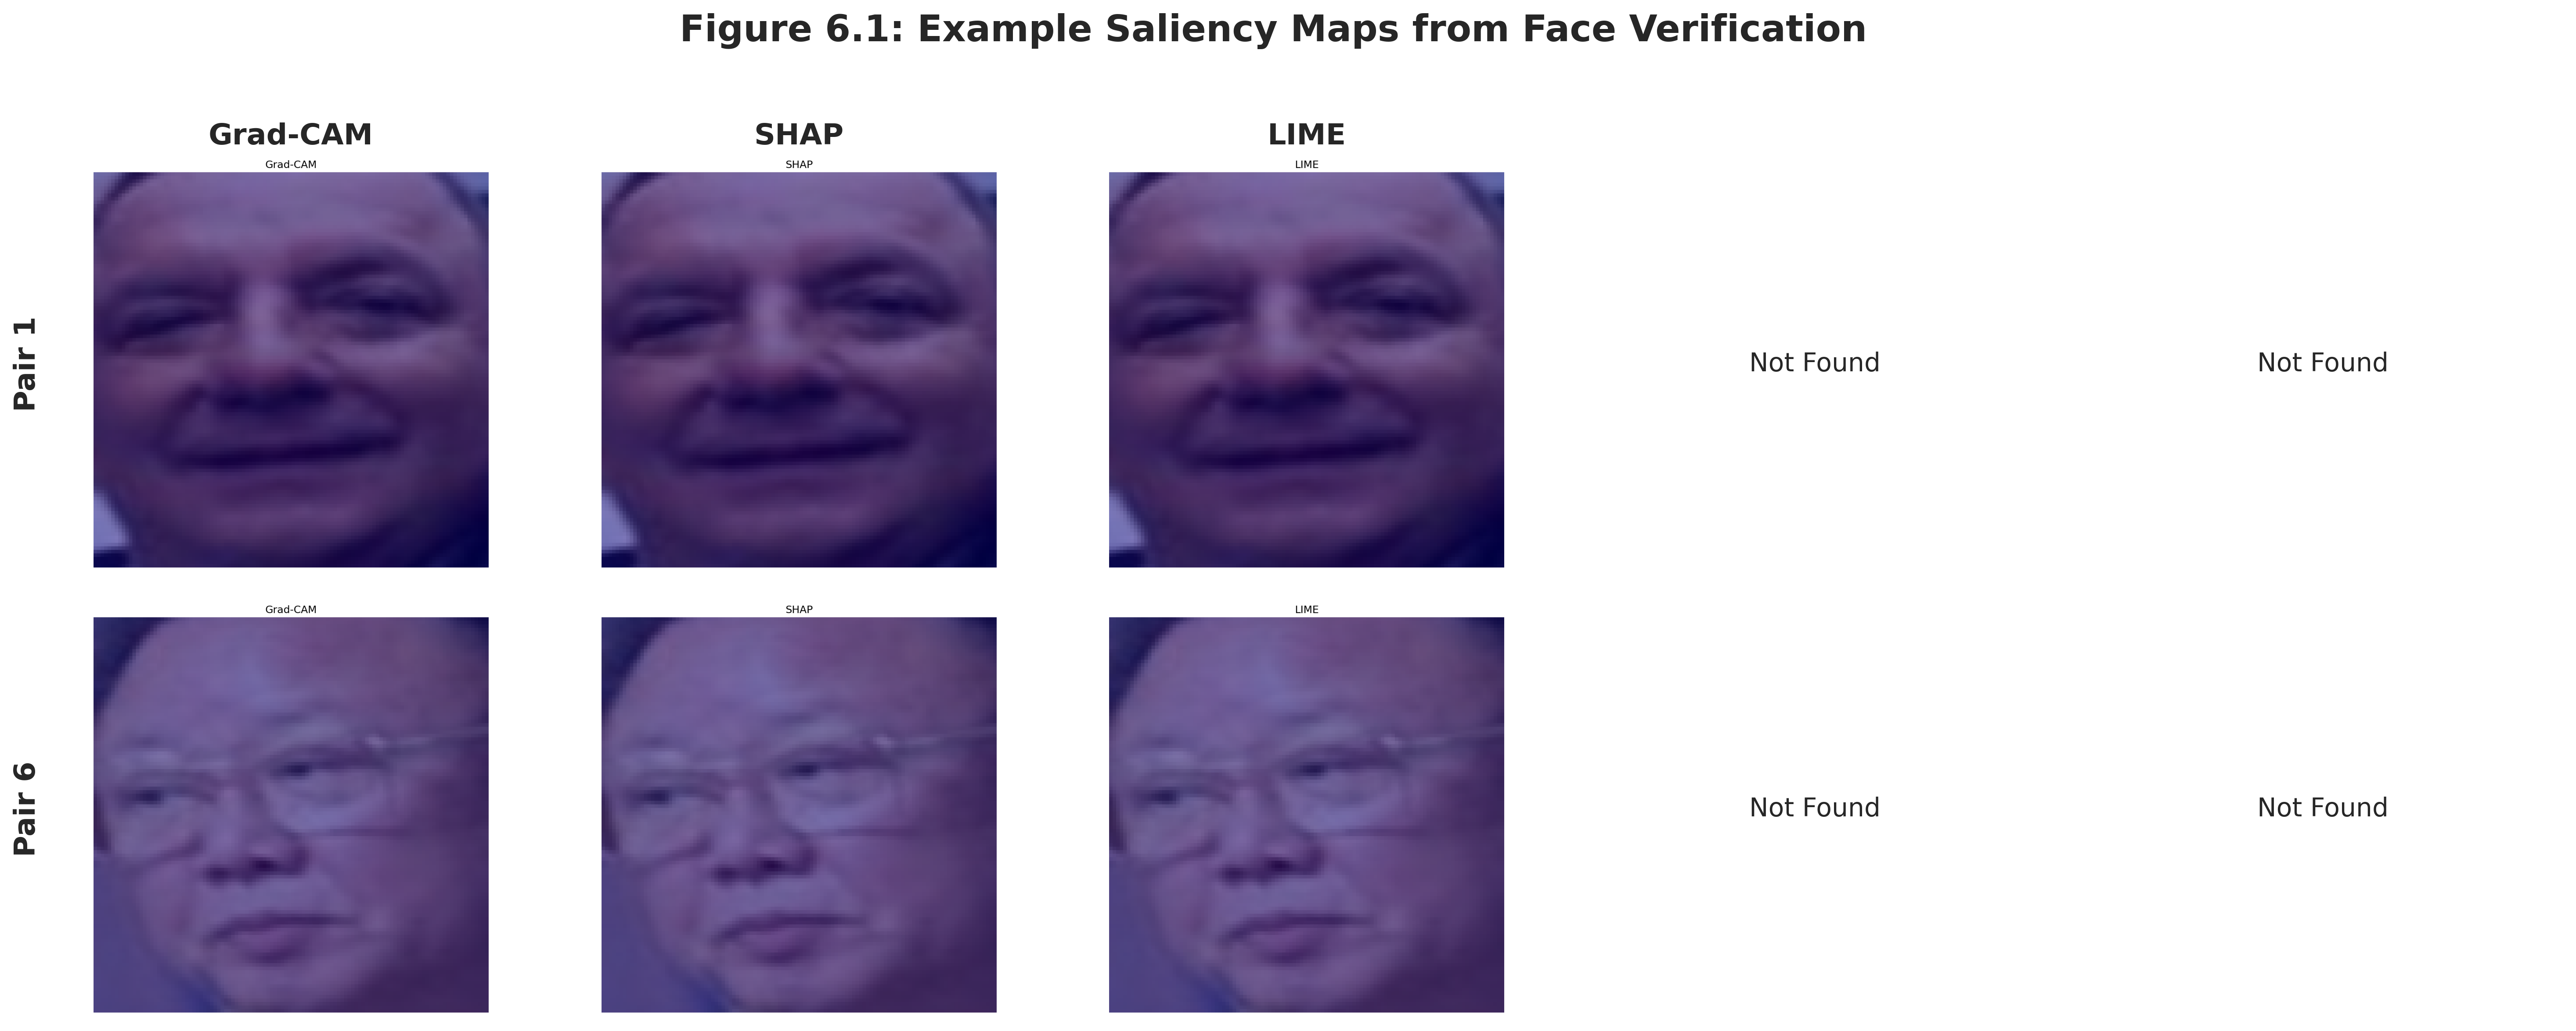 Figure 6.1: Example Saliency Maps from Face Verification
Grad-CAM
SHAP
LIME
Grad-CAM
SHAP
LIME
Pair 1
Not Found
Not Found
Grad-CAM
SHAP
LIME
Pair 6
Not Found
Not Found